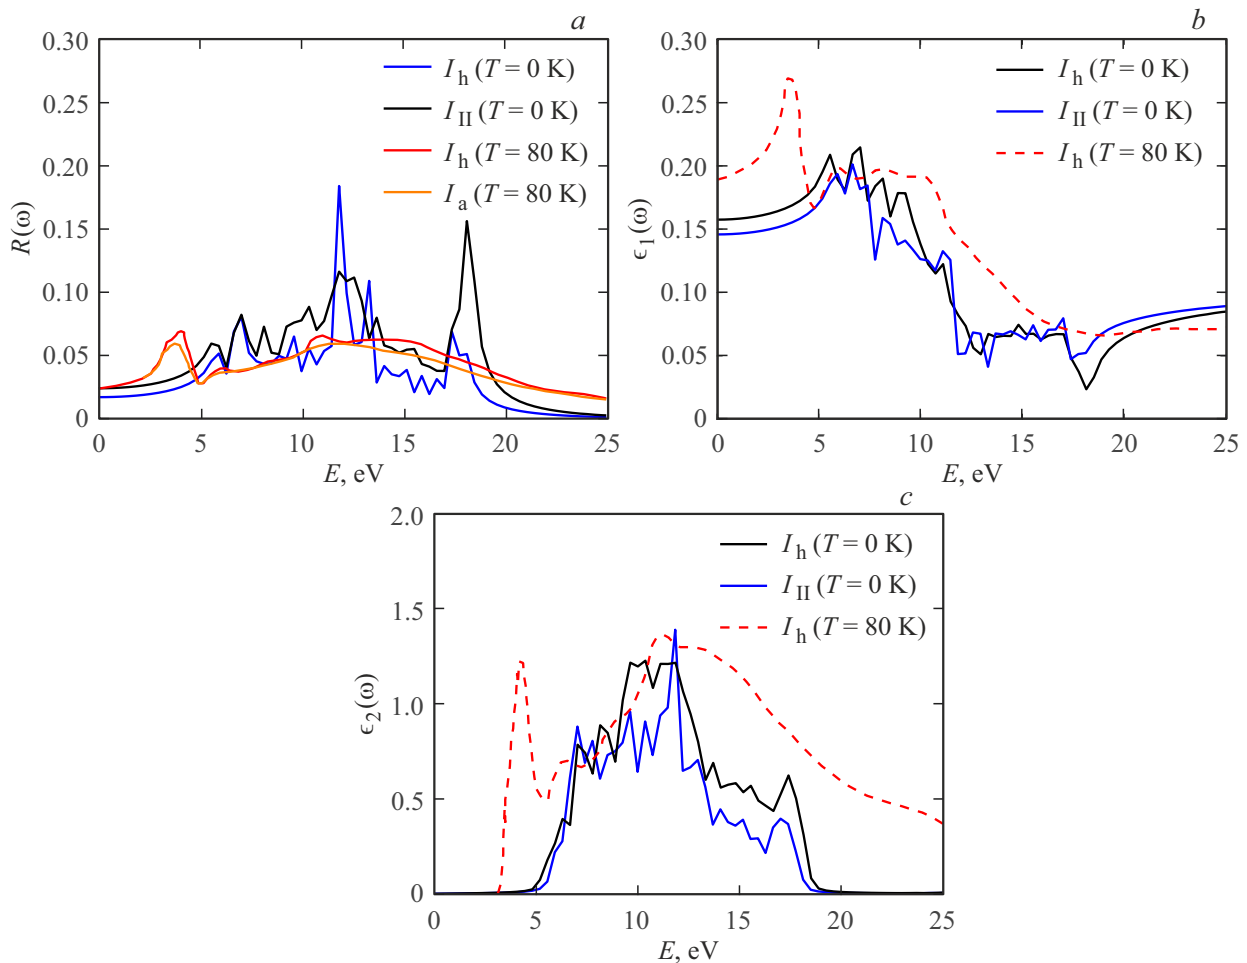 a
0.30
0.25
0.20
0.15
0.10
0.05
0
R(ω)
I_h (T = 0 K)
I_II (T = 0 K)
I_h (T = 80 K)
I_a (T = 80 K)
0 5 10 15 20 25
E, eV
b
0.30
0.25
0.20
0.15
0.10
0.05
0
ϵ_1(ω)
I_h (T = 0 K)
I_II (T = 0 K)
I_h (T = 80 K)
0 5 10 15 20 25
E, eV
c
2.0
1.5
1.0
0.5
0
ϵ_2(ω)
I_h (T = 0 K)
I_II (T = 0 K)
I_h (T = 80 K)
0 5 10 15 20 25
E, eV